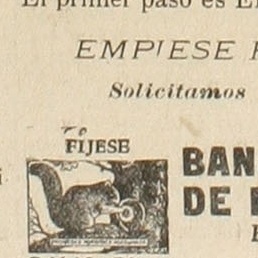 El primer paso es E
EMPIESE
Solicitamos
FIJESE
BAN
DE